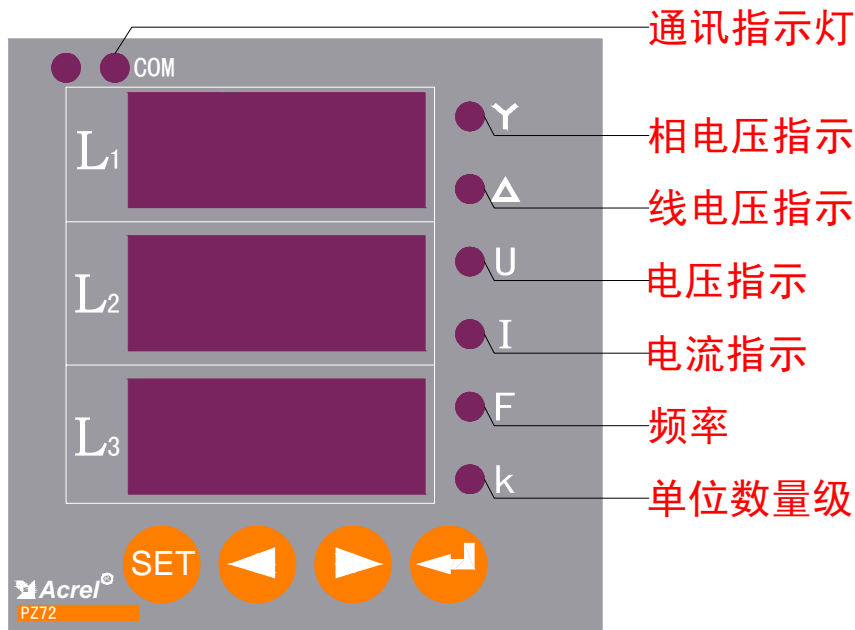 通讯指示灯
COM
L1
L2
L3
Y
相电压指示
Δ
线电压指示
U
电压指示
I
电流指示
F
频率
k
单位数量级
SET
Acrel®
PZ72